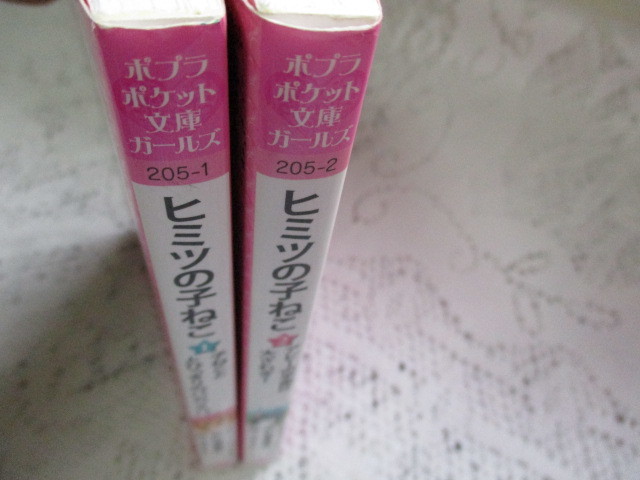 ポプラ
ポケット
文庫
ガールズ
205-1
ヒミツの子ねこ
1
ポプラ
ポケット
文庫
ガールズ
205-2
ヒミツの子ねこ
2